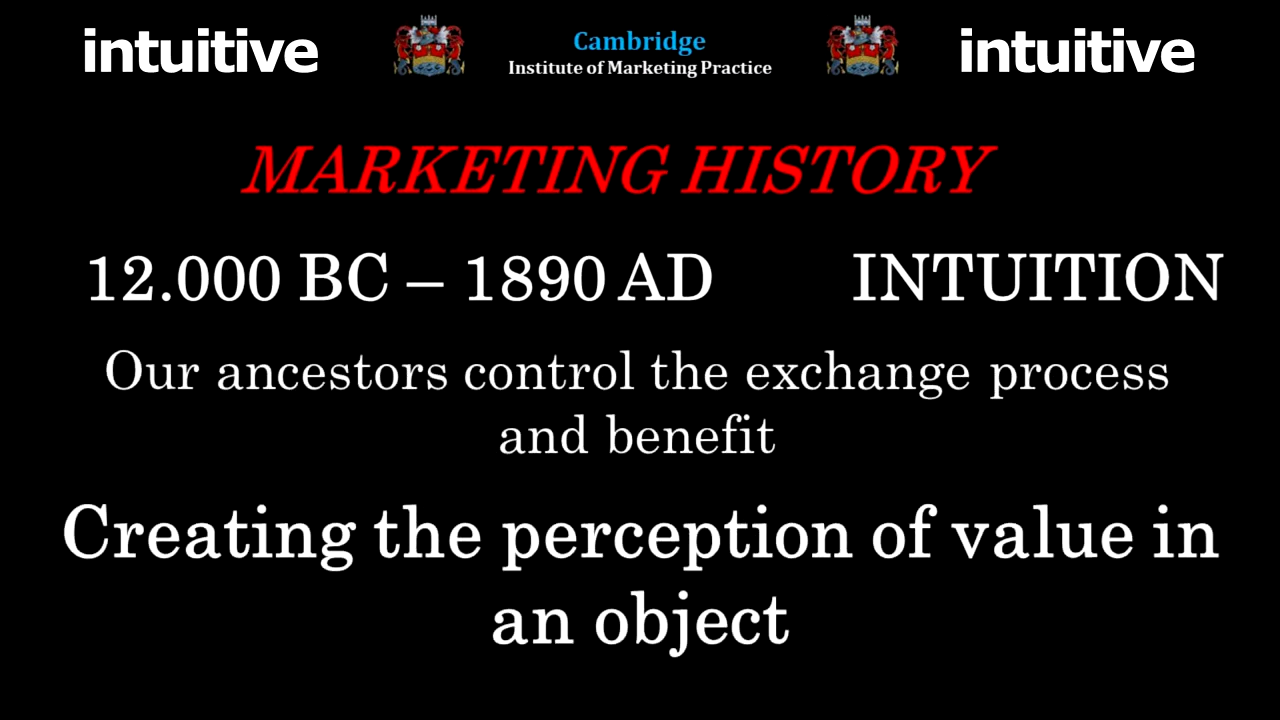 intuitive
Cambridge
Institute of Marketing Practice
intuitive
MARKETING HISTORY
12.000 BC – 1890 AD INTUITION
Our ancestors control the exchange process
and benefit
Creating the perception of value in
an object